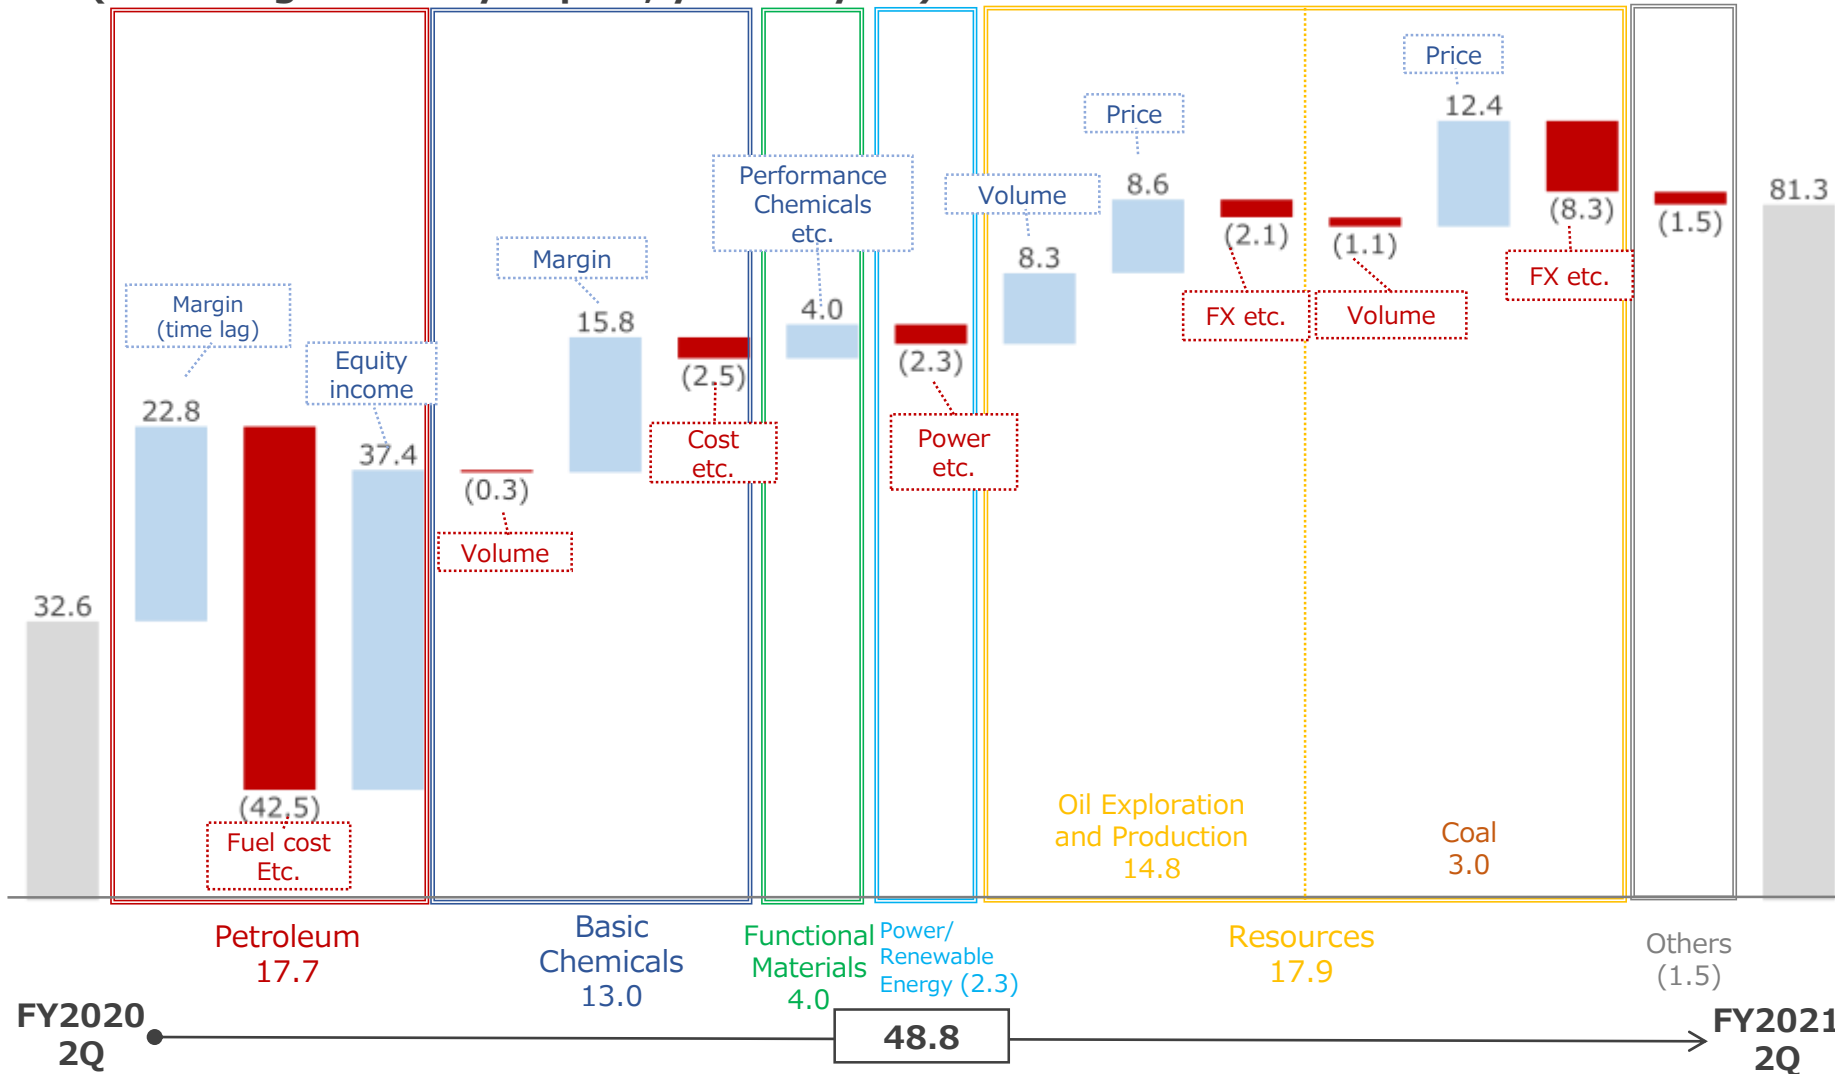 32.6
Margin
(time lag)
22.8
(42.5)
Fuel cost
Etc.
Equity
income
37.4
(0.3)
Volume
Margin
15.8
(2.5)
Cost
etc.
Performance
Chemicals
etc.
4.0
(2.3)
Power
etc.
Volume
8.3
Price
8.6
(2.1)
FX etc.
(1.1)
Volume
Price
12.4
(8.3)
FX etc.
(1.5)
81.3
Oil Exploration
and Production
14.8
Coal
3.0
Petroleum
17.7
Basic
Chemicals
13.0
Functional
Materials
4.0
Power/
Renewable
Energy (2.3)
Resources
17.9
Others
(1.5)
FY2020
2Q
48.8
FY2021
2Q